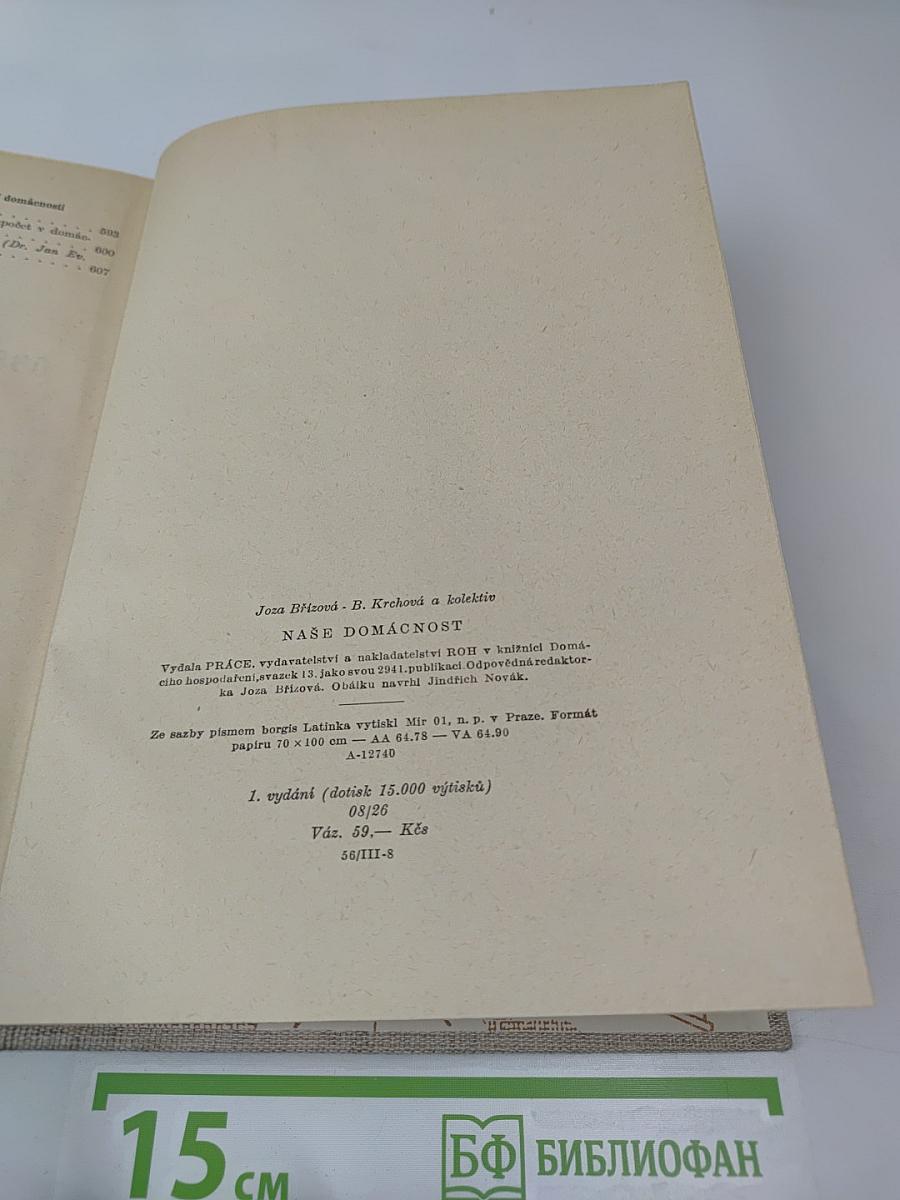 domácnosti
. . . . . . . . 593
počet v domác-
. . . . . . . . 600
(Dr. Jan Ev.
. . . . . . . . 607
Joza Břízová - B. Krchová a kolektiv
NAŠE DOMÁCNOST
Vydala PRÁCE, vydavatelství a nakladatelství ROH v knižnici Domá-
cího hospodaření, svazek 13. jako svou 2941. publikaci. Odpovědná redaktor-
ka Joza Břízová. Obálku navrhl Jindřich Novák.
Ze sazby písmem borgis Latinka vytiskl Mír 01, n. p. v Praze. Formát
papíru 70 × 100 cm — AA 64.78 — VA 64.90
A-12740
1. vydání (dotisk 15.000 výtisků)
08/26
Váz. 59,— Kčs
56/III-8
15 см
БФ БИБЛИОФАН